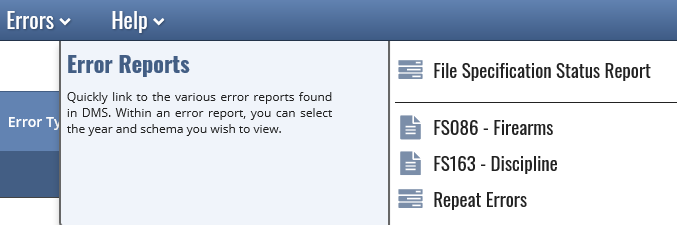 Errors Help
Error Reports
Quickly link to the various error reports found
in DMS. Within an error report, you can select
the year and schema you wish to view.
File Specification Status Report
FS086 - Firearms
FS163 - Discipline
Repeat Errors
Error Ty